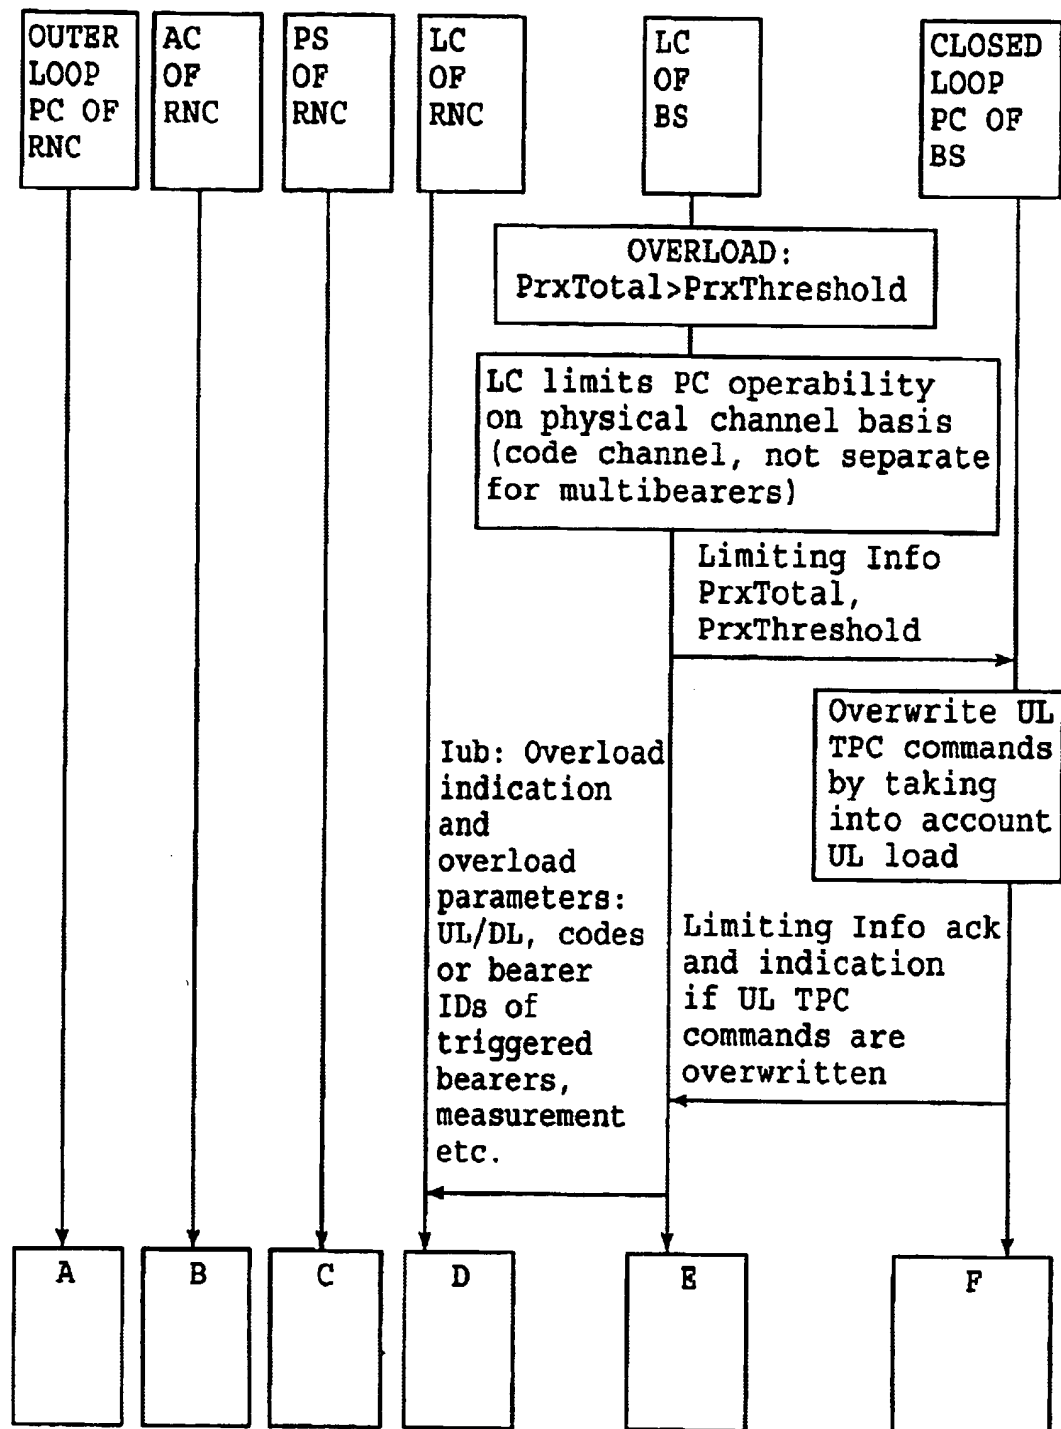 OUTER
LOOP
PC OF
RNC
AC
OF
RNC
PS
OF
RNC
LC
OF
RNC
LC
OF
BS
CLOSED
LOOP
PC OF
BS
OVERLOAD:
PrxTotal>PrxThreshold
LC limits PC operability
on physical channel basis
(code channel, not separate
for multibearers)
Limiting Info
PrxTotal,
PrxThreshold
Overwrite UL
TPC commands
by taking
into account
UL load
Iub: Overload
indication
and
overload
parameters:
UL/DL, codes
or bearer
IDs of
triggered
bearers,
measurement
etc.
Limiting Info ack
and indication
if UL TPC
commands are
overwritten
A
B
C
D
E
F